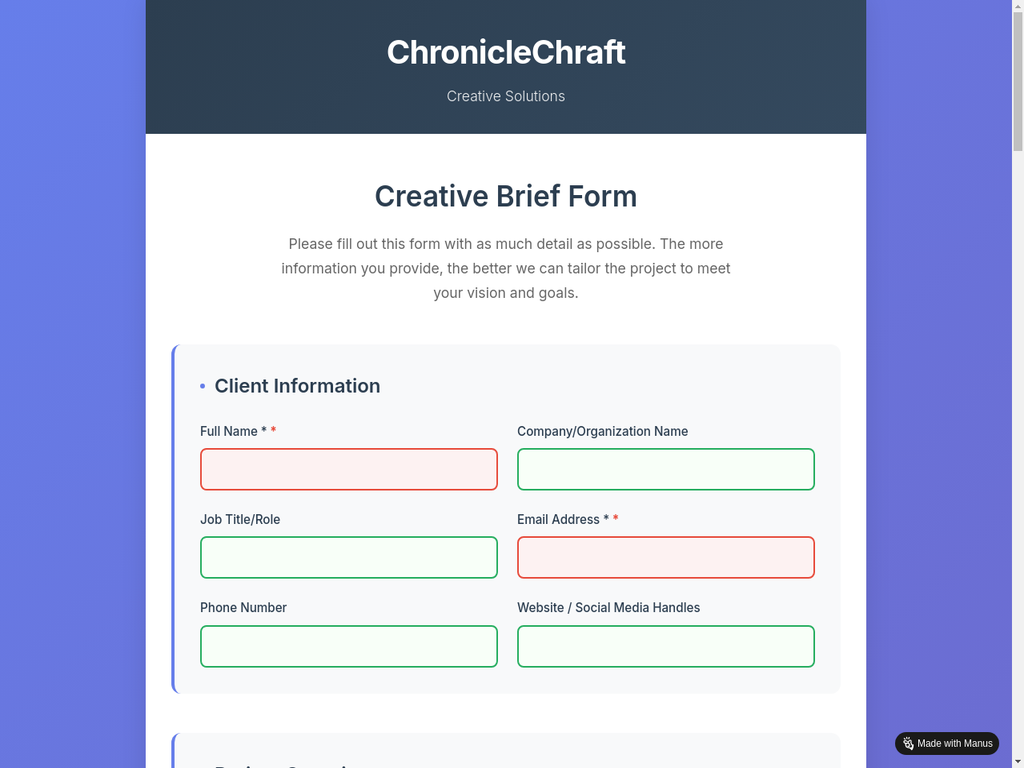 ChronicleChraft
Creative Solutions
Creative Brief Form
Please fill out this form with as much detail as possible. The more
information you provide, the better we can tailor the project to meet
your vision and goals.
Client Information
Full Name * *
Company/Organization Name
Job Title/Role
Email Address * *
Phone Number
Website / Social Media Handles
Made with Manus